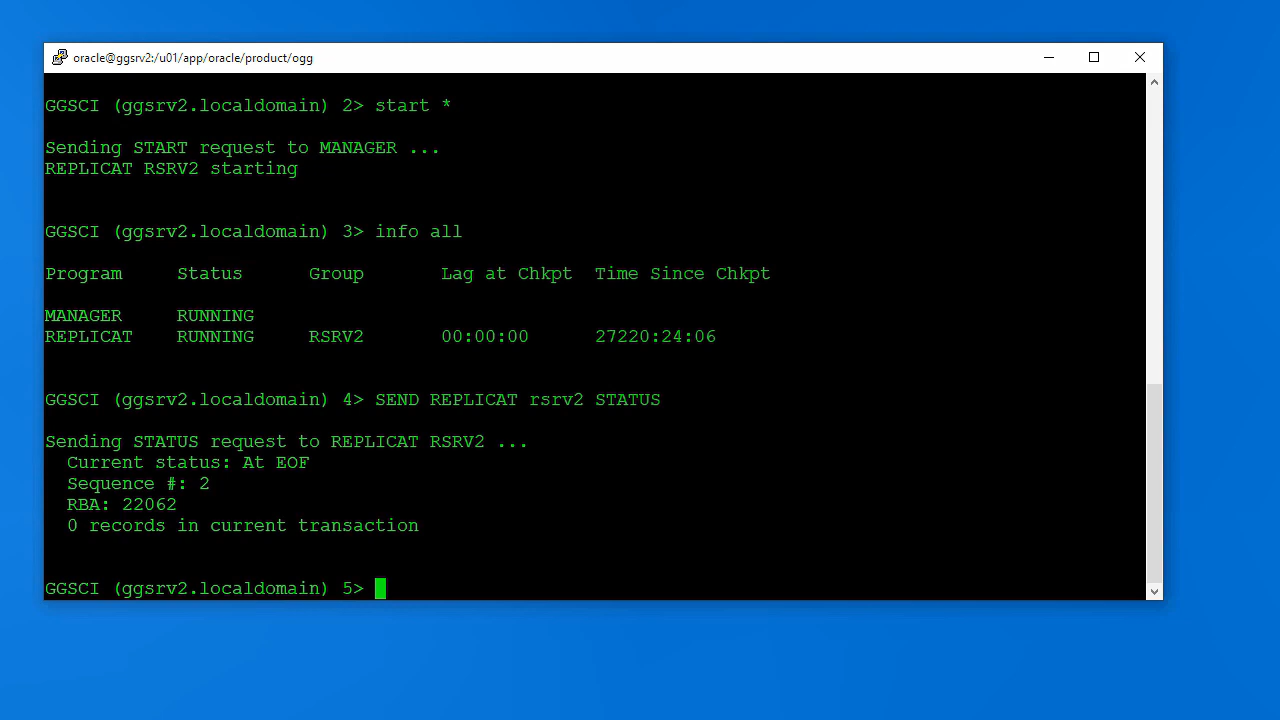 oracle@ggsrv2:/u01/app/oracle/product/ogg
GGSCI (ggsrv2.localdomain) 2> start *
Sending START request to MANAGER ...
REPLICAT RSRV2 starting
GGSCI (ggsrv2.localdomain) 3> info all
Program     Status      Group       Lag at Chkpt  Time Since Chkpt
MANAGER     RUNNING
REPLICAT    RUNNING     RSRV2       00:00:00      27220:24:06
GGSCI (ggsrv2.localdomain) 4> SEND REPLICAT rsrv2 STATUS
Sending STATUS request to REPLICAT RSRV2 ...
  Current status: At EOF
  Sequence #: 2
  RBA: 22062
  0 records in current transaction
GGSCI (ggsrv2.localdomain) 5>